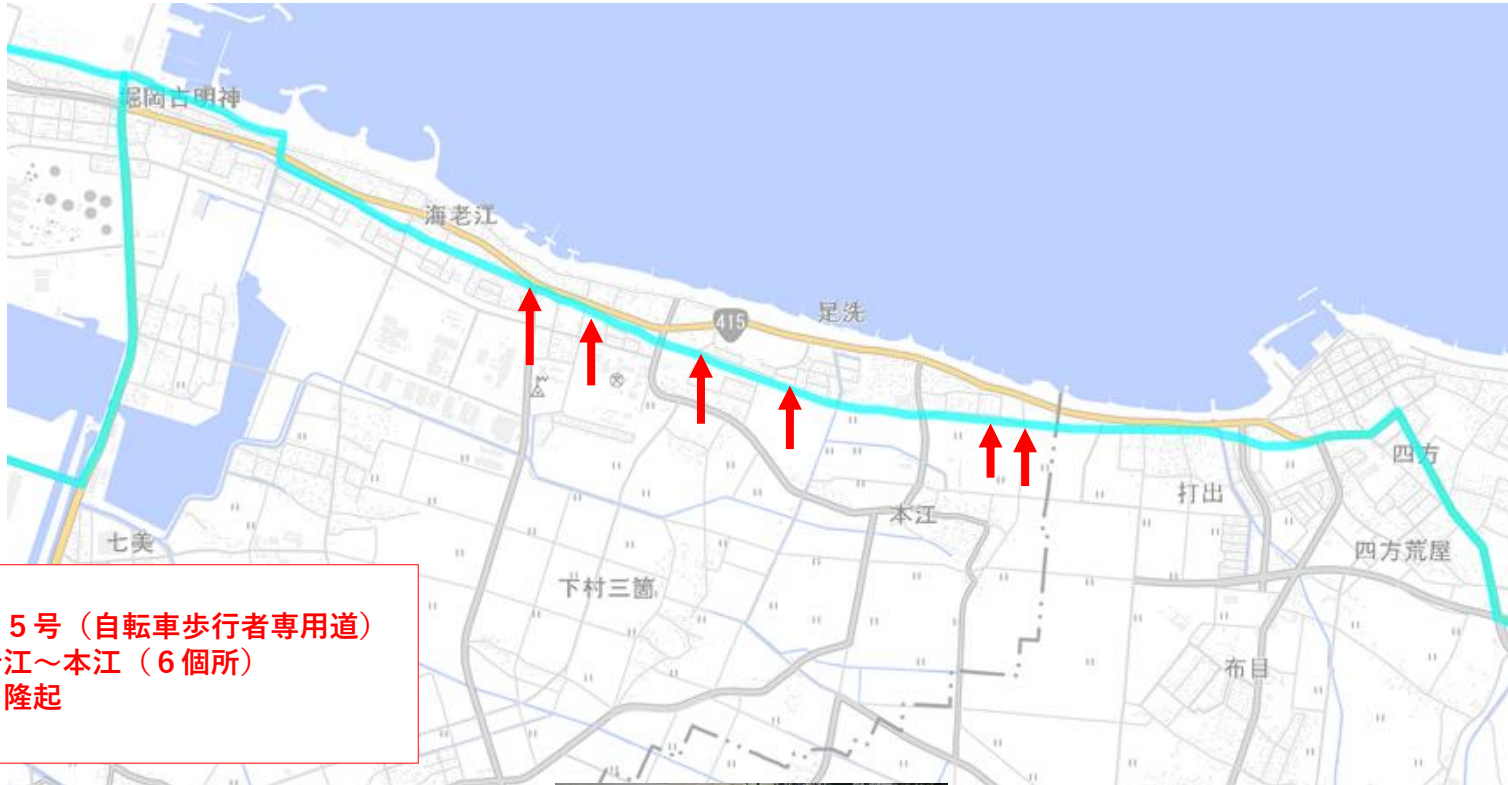 堀岡古明神
海老江
415
足洗
四方
打出
本江
四方荒屋
七美
下村三箇
布目
5号（自転車歩行者専用道）
江～本江（６個所）
隆起